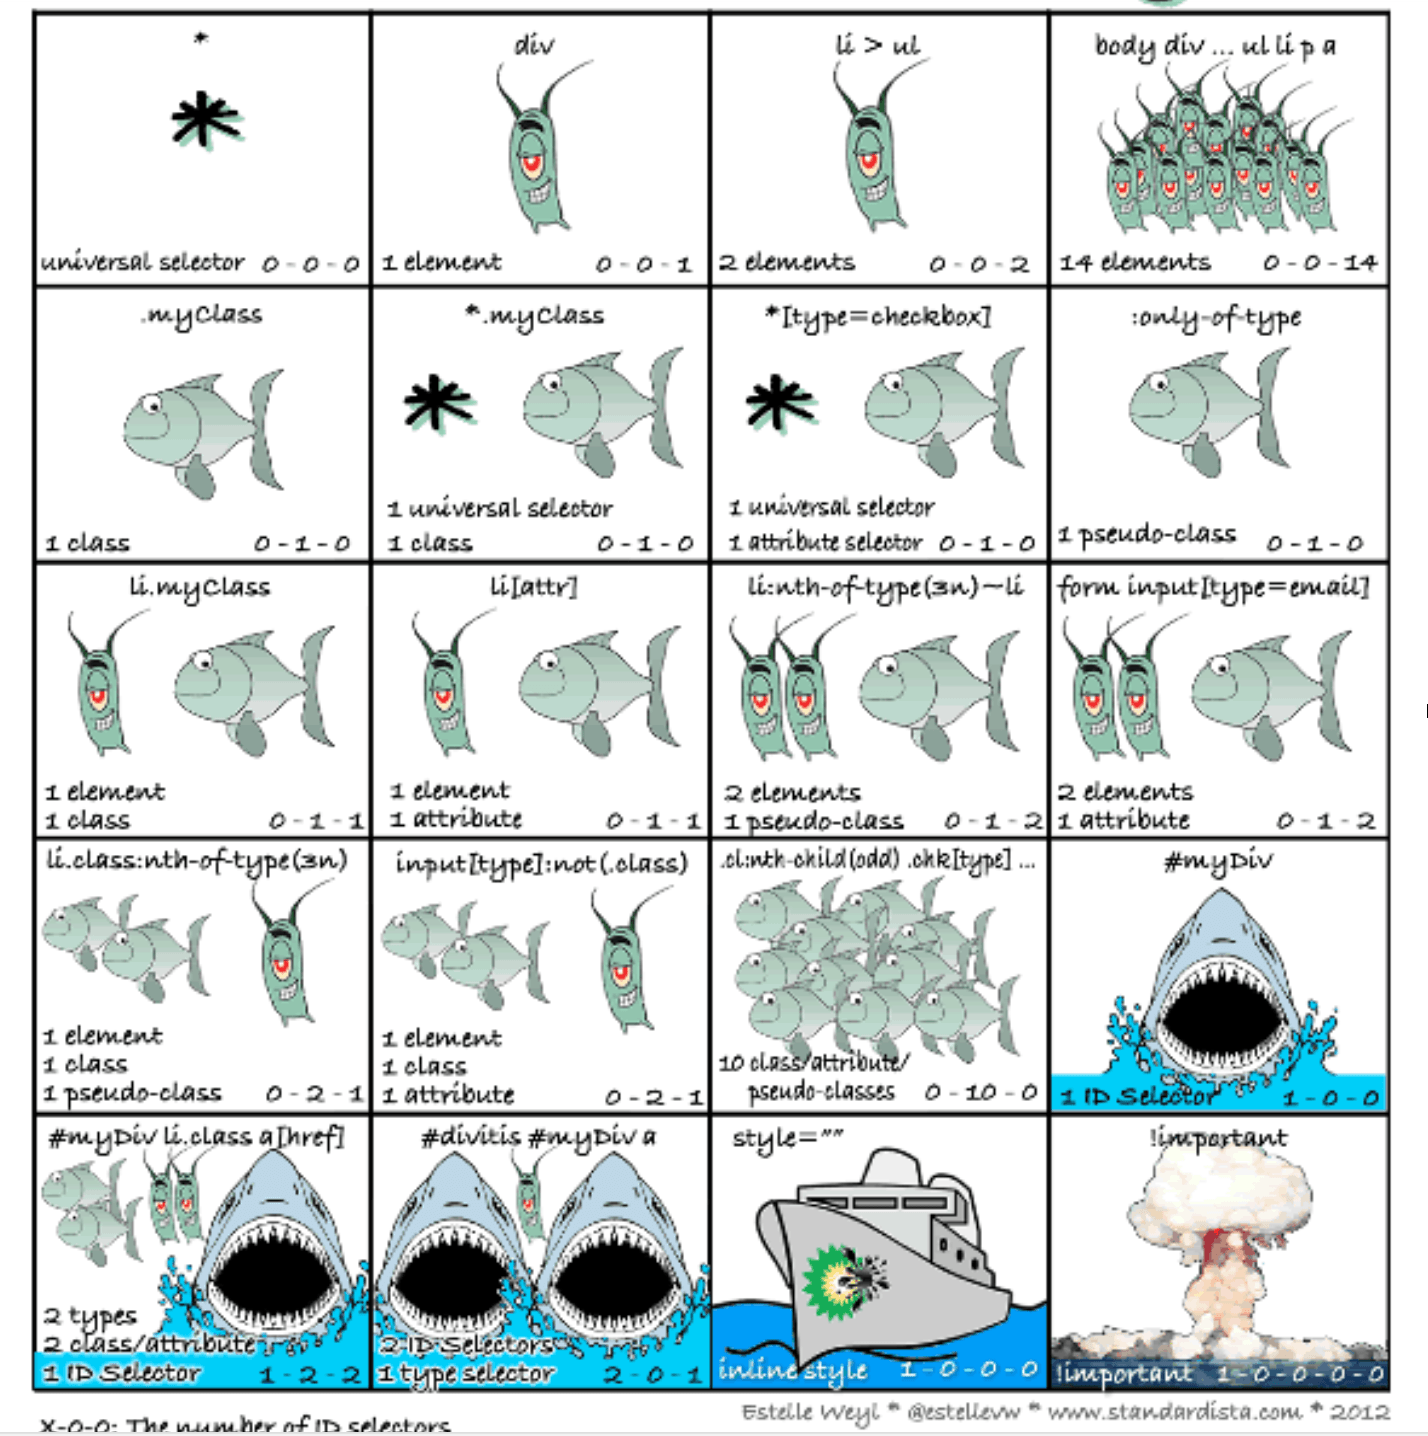 *
universal selector 0-0-0
div
1 element 0-0-1
li > ul
2 elements 0-0-2
body div ... ul li p a
14 elements 0-0-14
.myClass
1 class 0-1-0
*.myClass
1 universal selector
1 class 0-1-0
*[type=checkbox]
1 universal selector
1 attribute selector 0-1-0
:only-of-type
1 pseudo-class 0-1-0
li.myClass
1 element
1 class 0-1-1
li[attr]
1 element
1 attribute 0-1-1
li:nth-of-type(3n)~li
2 elements
1 pseudo-class 0-1-2
form input[type=email]
2 elements
1 attribute 0-1-2
li.class:nth-of-type(3n)
1 element
1 class
1 pseudo-class 0-2-1
input[type]:not(.class)
1 element
1 class
1 attribute 0-2-1
.cl:nth-child(odd) .chk[type] ...
10 class/attribute/
pseudo-classes 0-10-0
#myDiv
1 ID Selector 1-0-0
#myDiv li.class a[href]
2 types
2 class/attribute
1 ID Selector 1-2-2
#divitis #myDiv a
2 ID Selectors
1 type selector 2-0-1
style=""
inline style 1-0-0-0
!important
!important 1-0-0-0-0
X-0-0: The number of ID selectors
Estelle Weyl * @estellevw * www.standardista.com * 2012